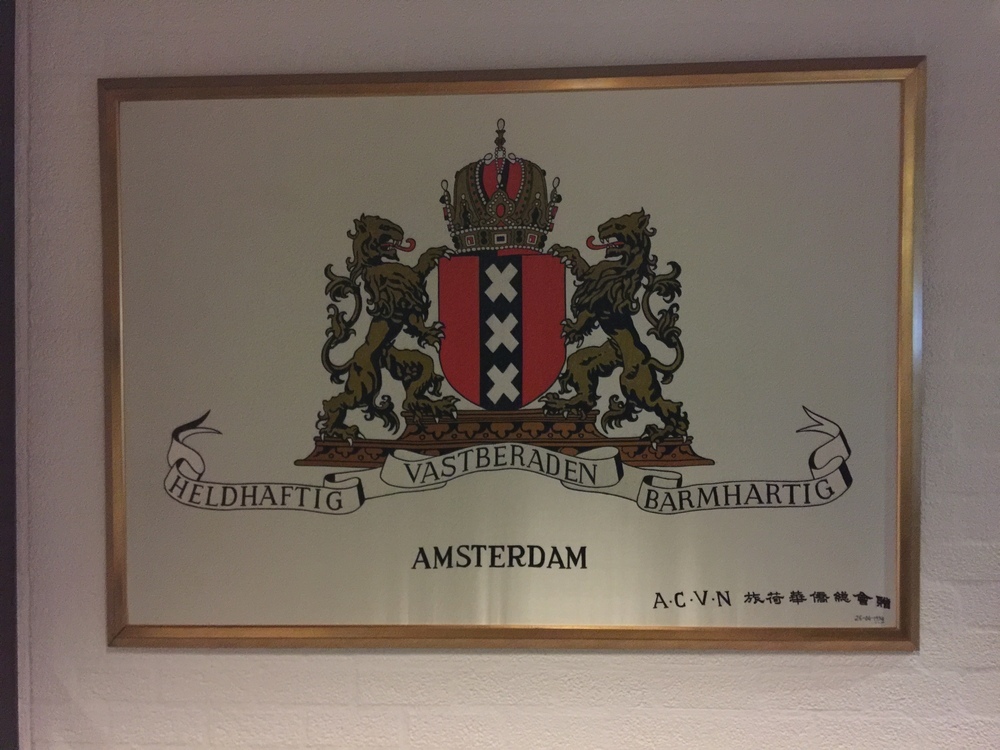 HELDHAFTIG
VASTBERADEN
BARMHARTIG
AMSTERDAM
A·C·V·N 旅荷華僑總會贈